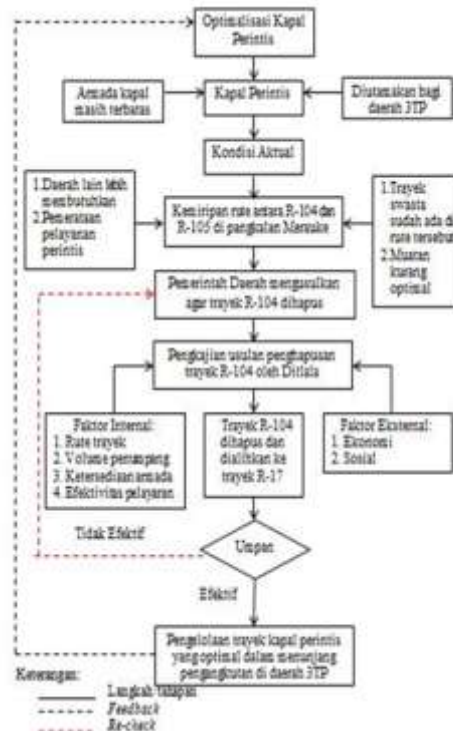 Optimalisasi Kapal
Perintis
Armada kapal
masih terbatas
Kapal Perintis
Diutamakan bagi
daerah 3TP
Kondisi Aktual
1.Daerah lain lebih
membutuhkan
2.Pemerataan
pelayanan
perintis
Kemiripan rute antara R-104 dan
R-105 di pangkalan Merauke
1.Trayek
swasta
sudah ada di
rute tersebut
2.Muatan
kurang
optimal
Pemerintah Daerah mengusulkan
agar trayek R-104 dihapus
Pengkajian usulan penghapusan
trayek R-104 oleh Ditlala
Faktor Internal:
1. Rute trayek
2. Volume penumpang
3. Ketersediaan armada
4. Efektivitas pelayaran
Trayek R-104
dihapus dan
dialihkan ke
trayek R-17
Faktor Eksternal:
1. Ekonomi
2. Sosial
Tidak Efektif
Umpan
Efektif
Pengelolaan trayek kapal perintis
yang optimal dalam menunjang
pengangkutan di daerah 3TP
Keterangan:
Langkah tahapan
Feedback
Re-check